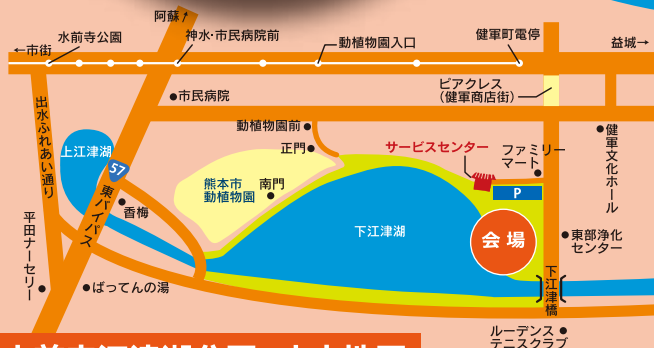 阿蘇↗
水前寺公園
神水・市民病院前
健軍町電停
←市街
動植物園入口
益城→
ピアクレス
(健軍商店街)
市民病院
出水ふれあい通り
動植物園前
正門
サービスセンター
ファミリー
マート
健軍文化ホール
上江津湖
57
東バイパス
熊本市
動植物園
南門
P
香梅
平田ナーセリー
下江津湖
会場
東部浄化
センター
ばってんの湯
下江津橋
ルーデンス
テニスクラブ